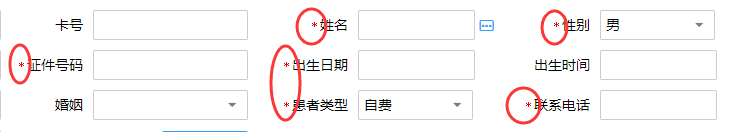 卡号 *姓名 *性别 男
*证件号码 *出生日期 出生时间
婚姻 *患者类型 自费 *联系电话